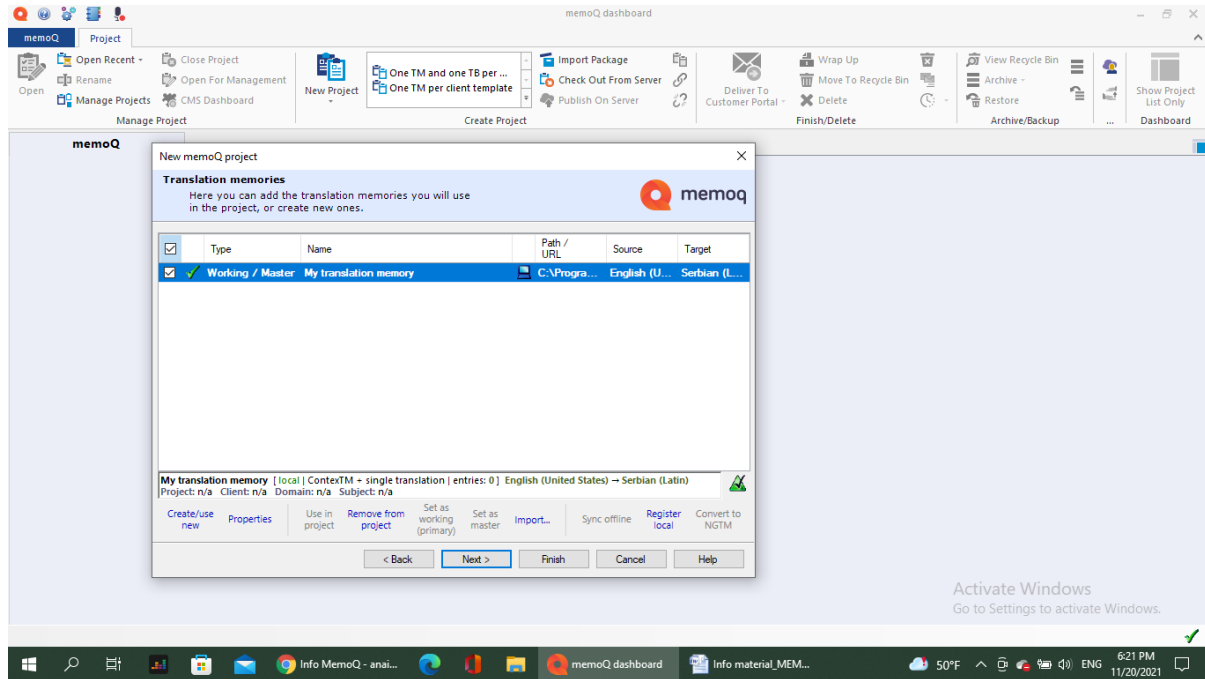 memoQ dashboard
memoQ Project
Open
Open Recent
Rename
Manage Projects
Close Project
Open For Management
CMS Dashboard
Manage Project
New Project
One TM and one TB per ...
One TM per client template
Import Package
Check Out From Server
Publish On Server
Create Project
Deliver To
Customer Portal
Wrap Up
Move To Recycle Bin
Delete
Finish/Delete
View Recycle Bin
Archive
Restore
Archive/Backup
...
Show Project
List Only
Dashboard
memoQ
New memoQ project
Translation memories
Here you can add the translation memories you will use
in the project, or create new ones.
memoq
Type Name Path / URL Source Target
Working / Master My translation memory C:\Progra... English (U... Serbian (L...
My translation memory [ local | ContexTM + single translation | entries: 0 ] English (United States) → Serbian (Latin)
Project: n/a Client: n/a Domain: n/a Subject: n/a
Create/use
new
Properties
Use in
project
Remove from
project
Set as
working
(primary)
Set as
master
Import...
Sync offline
Register
local
Convert to
NGTM
< Back Next > Finish Cancel Help
Activate Windows
Go to Settings to activate Windows.
Info MemoQ - anai... memoQ dashboard Info material_MEM... 50°F ENG 6:21 PM
11/20/2021